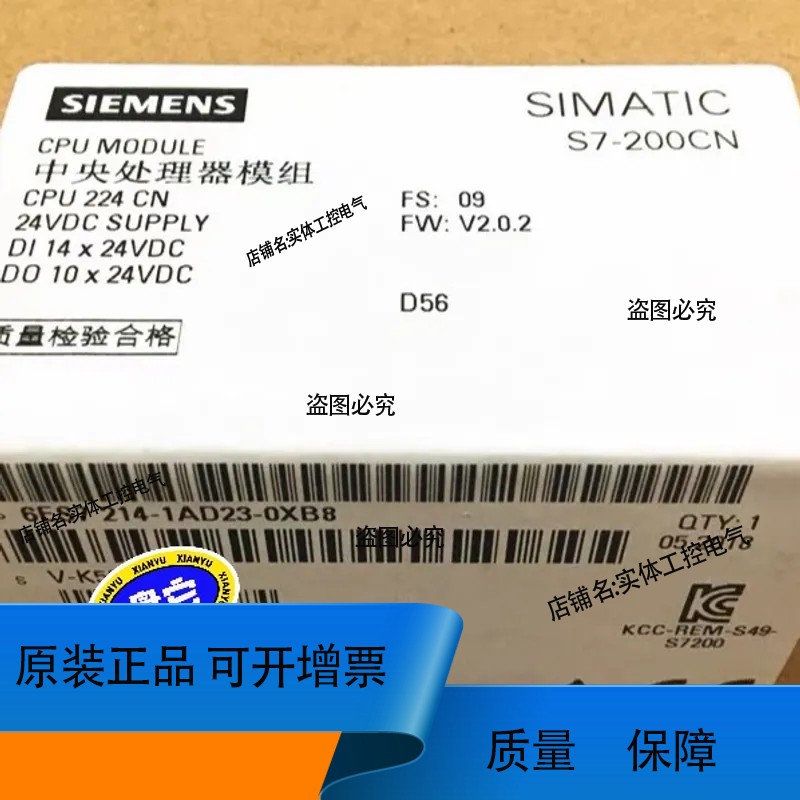 SIEMENS
SIMATIC
S7-200CN
CPU MODULE
中央处理器模组
CPU 224 CN
24VDC SUPPLY
DI 14 x 24VDC
DO 10 x 24VDC
FS: 09
FW: V2.0.2
D56
店铺名:实体工控电气
盗图必究
质量检验合格
盗图必究
店铺名:实体工控电气
214-1AD23-0XB8
盗图必究
QTY: 1
店铺名:实体工控电气
S V-K5
XIANYU XIANYU XIANYU XIANYU
KCC-REM-S49-
S7200
原装正品 可开增票
质量 保障